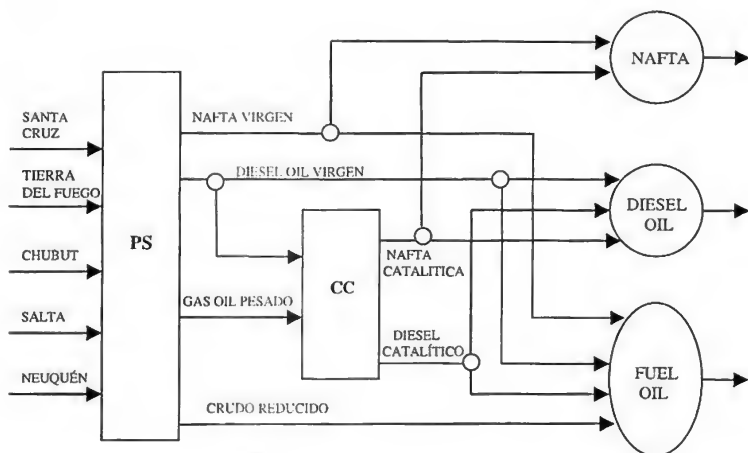 NAFTA
SANTA
CRUZ
NAFTA VIRGEN
TIERRA
DEL FUEGO
DIESEL OIL VIRGEN
DIESEL
OIL
PS
CHUBUT
NAFTA
CATALITICA
CC
GAS OIL PESADO
SALTA
DIESEL
CATALÍTICO
NEUQUÉN
FUEL
OIL
CRUDO REDUCIDO